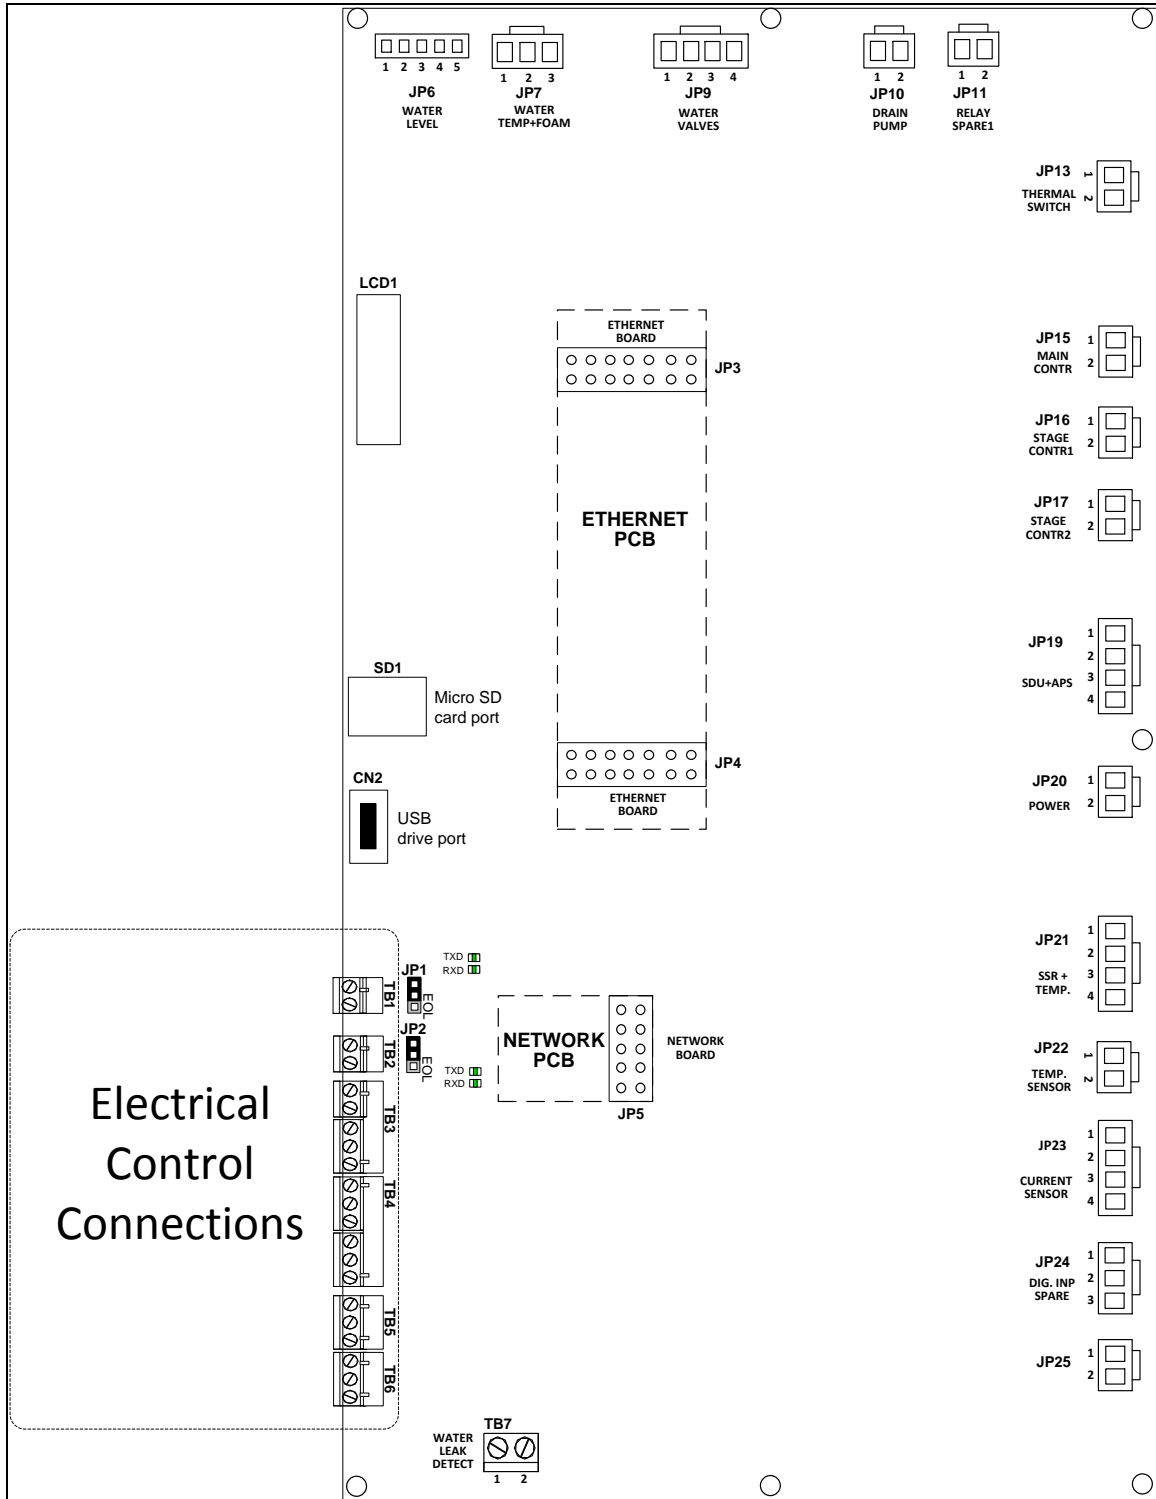 1 2 3 4 5
JP6
WATER
LEVEL
1 2 3
JP7
WATER
TEMP+FOAM
1 2 3 4
JP9
WATER
VALVES
1 2
JP10
DRAIN
PUMP
1 2
JP11
RELAY
SPARE1
JP13
THERMAL
SWITCH
1
2
LCD1
ETHERNET
BOARD
JP3
JP15
MAIN
CONTR
1
2
JP16
STAGE
CONTR1
1
2
ETHERNET
PCB
JP17
STAGE
CONTR2
1
2
JP19
SDU+APS
1
2
3
4
SD1
Micro SD
card port
JP4
ETHERNET
BOARD
CN2
USB
drive port
JP20
POWER
1
2
JP21
SSR +
TEMP.
1
2
3
4
TXD
RXD
JP1
EOL
TB1
JP2
EOL
TB2
TXD
RXD
NETWORK
PCB
NETWORK
BOARD
JP5
JP22
TEMP.
SENSOR
1
2
Electrical
Control
Connections
TB3
TB4
TB5
TB6
JP23
CURRENT
SENSOR
1
2
3
4
JP24
DIG. INP
SPARE
1
2
3
JP25
1
2
TB7
WATER
LEAK
DETECT
1 2